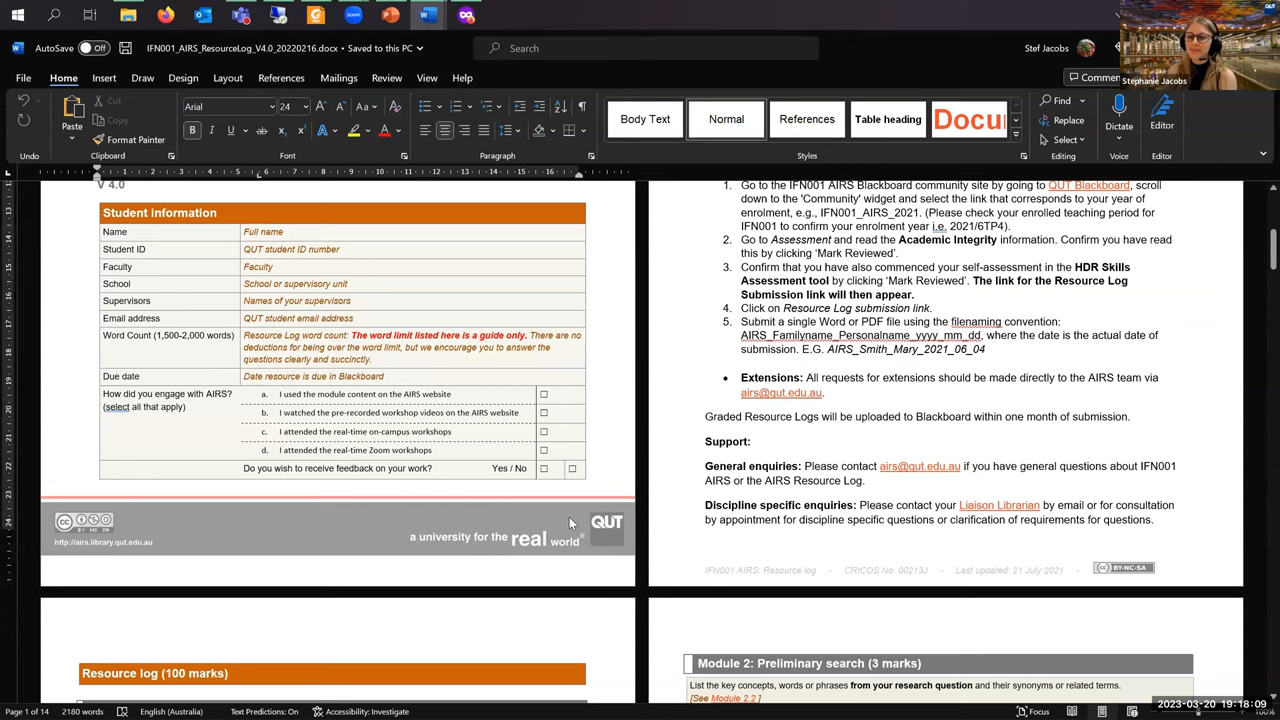 QUT
AutoSave Off
IFN001_AIRS_ResourceLog_V4.0_20220216.docx • Saved to this PC
Search
Stef Jacobs
Stephanie Jacobs
File Home Insert Draw Design Layout References Mailings Review View Help
Paste
Cut
Copy
Format Painter
Arial
24
Body Text
Normal
References
Table heading
Find
Replace
Select
Dictate
Editor
Undo
Clipboard
Font
Paragraph
Styles
Editing
Voice
Editor
V 4.0
Student information
Name Full name
Student ID QUT student ID number
Faculty Faculty
School School or supervisory unit
Supervisors Names of your supervisors
Email address QUT student email address
Word Count (1,500-2,000 words) Resource Log word count: The word limit listed here is a guide only. There are no
deductions for being over the word limit, but we encourage you to answer the
questions clearly and succinctly.
Due date Date resource is due in Blackboard
How did you engage with AIRS?
(select all that apply)
a. I used the module content on the AIRS website
b. I watched the pre-recorded workshop videos on the AIRS website
c. I attended the real-time on-campus workshops
d. I attended the real-time Zoom workshops
Do you wish to receive feedback on your work? Yes / No
BY NC SA
http://airs.library.qut.edu.au
a university for the real world
QUT
1. Go to the IFN001 AIRS Blackboard community site by going to QUT Blackboard, scroll
down to the 'Community' widget and select the link that corresponds to your year of
enrolment, e.g., IFN001_AIRS_2021. (Please check your enrolled teaching period for
IFN001 to confirm your enrolment year i.e. 2021/6TP4).
2. Go to Assessment and read the Academic Integrity information. Confirm you have read
this by clicking ‘Mark Reviewed’.
3. Confirm that you have also commenced your self-assessment in the HDR Skills
Assessment tool by clicking ‘Mark Reviewed’. The link for the Resource Log
Submission link will then appear.
4. Click on Resource Log submission link.
5. Submit a single Word or PDF file using the filenaming convention:
AIRS_Familyname_Personalname_yyyy_mm_dd, where the date is the actual date of
submission. E.G. AIRS_Smith_Mary_2021_06_04
• Extensions: All requests for extensions should be made directly to the AIRS team via
airs@qut.edu.au.
Graded Resource Logs will be uploaded to Blackboard within one month of submission.
Support:
General enquiries: Please contact airs@qut.edu.au if you have general questions about IFN001
AIRS or the AIRS Resource Log.
Discipline specific enquiries: Please contact your Liaison Librarian by email or for consultation
by appointment for discipline specific questions or clarification of requirements for questions.
IFN001 AIRS: Resource log - CRICOS No. 00213J - Last updated: 21 July 2021 - BY-NC-SA
Resource log (100 marks)
Module 2: Preliminary search (3 marks)
List the key concepts, words or phrases from your research question and their synonyms or related terms.
[See Module 2.2]
Page 1 of 14 2180 words English (Australia) Text Predictions: On Accessibility: Investigate Focus
2023-03-20 19:18:09